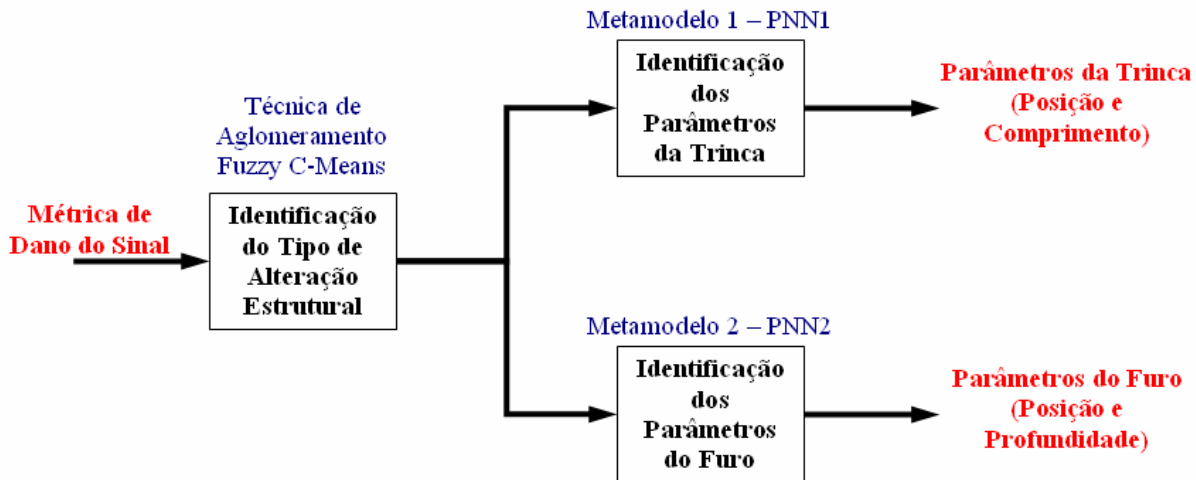 Metamodelo 1 – PNN1
Identificação
dos
Parâmetros
da Trinca
Parâmetros da Trinca
(Posição e
Comprimento)
Técnica de
Aglomeramento
Fuzzy C-Means
Métrica de
Dano do Sinal
Identificação
do Tipo de
Alteração
Estrutural
Metamodelo 2 – PNN2
Identificação
dos
Parâmetros
do Furo
Parâmetros do Furo
(Posição e
Profundidade)